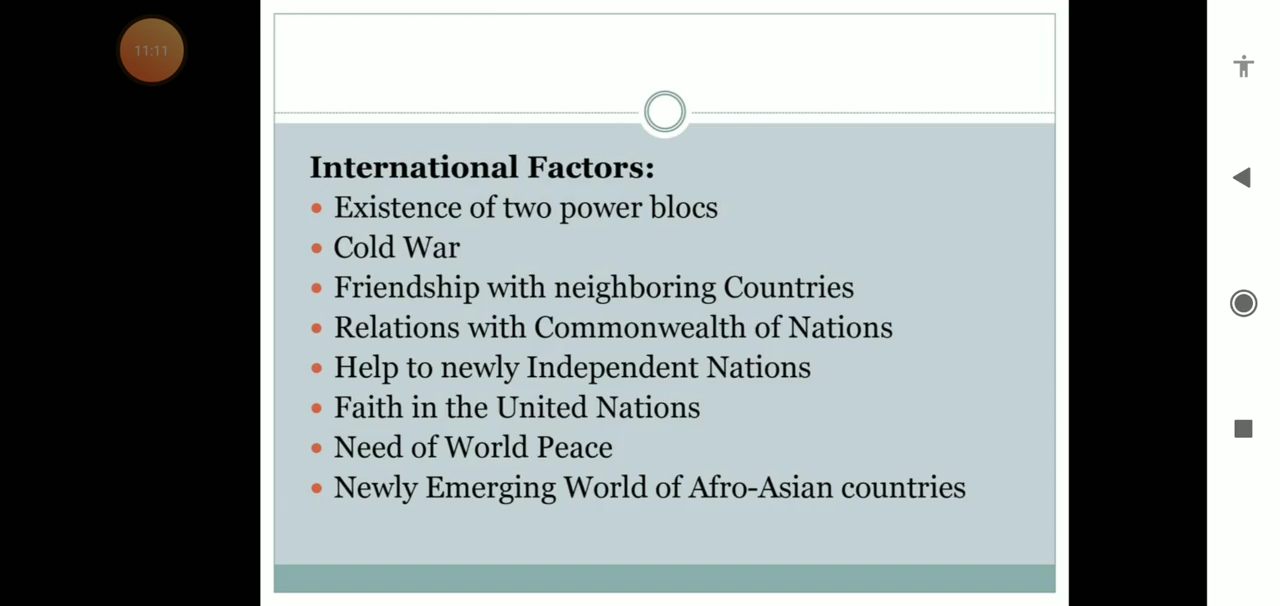 11:11
International Factors:
• Existence of two power blocs
• Cold War
• Friendship with neighboring Countries
• Relations with Commonwealth of Nations
• Help to newly Independent Nations
• Faith in the United Nations
• Need of World Peace
• Newly Emerging World of Afro-Asian countries